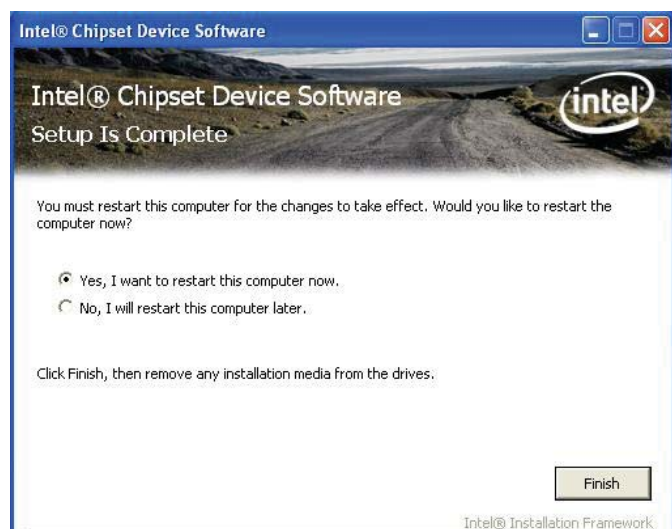 Intel® Chipset Device Software
Intel® Chipset Device Software
intel
Setup Is Complete
You must restart this computer for the changes to take effect. Would you like to restart the
computer now?
Yes, I want to restart this computer now.
No, I will restart this computer later.
Click Finish, then remove any installation media from the drives.
Finish
Intel® Installation Framework